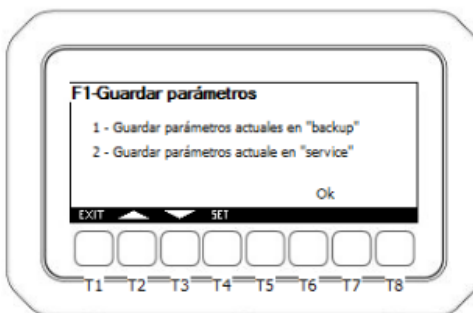 F1-Guardar parámetros
1 - Guardar parámetros actuales en "backup"
2 - Guardar parámetros actuale en "service"
Ok
EXIT SET
T1 T2 T3 T4 T5 T6 T7 T8